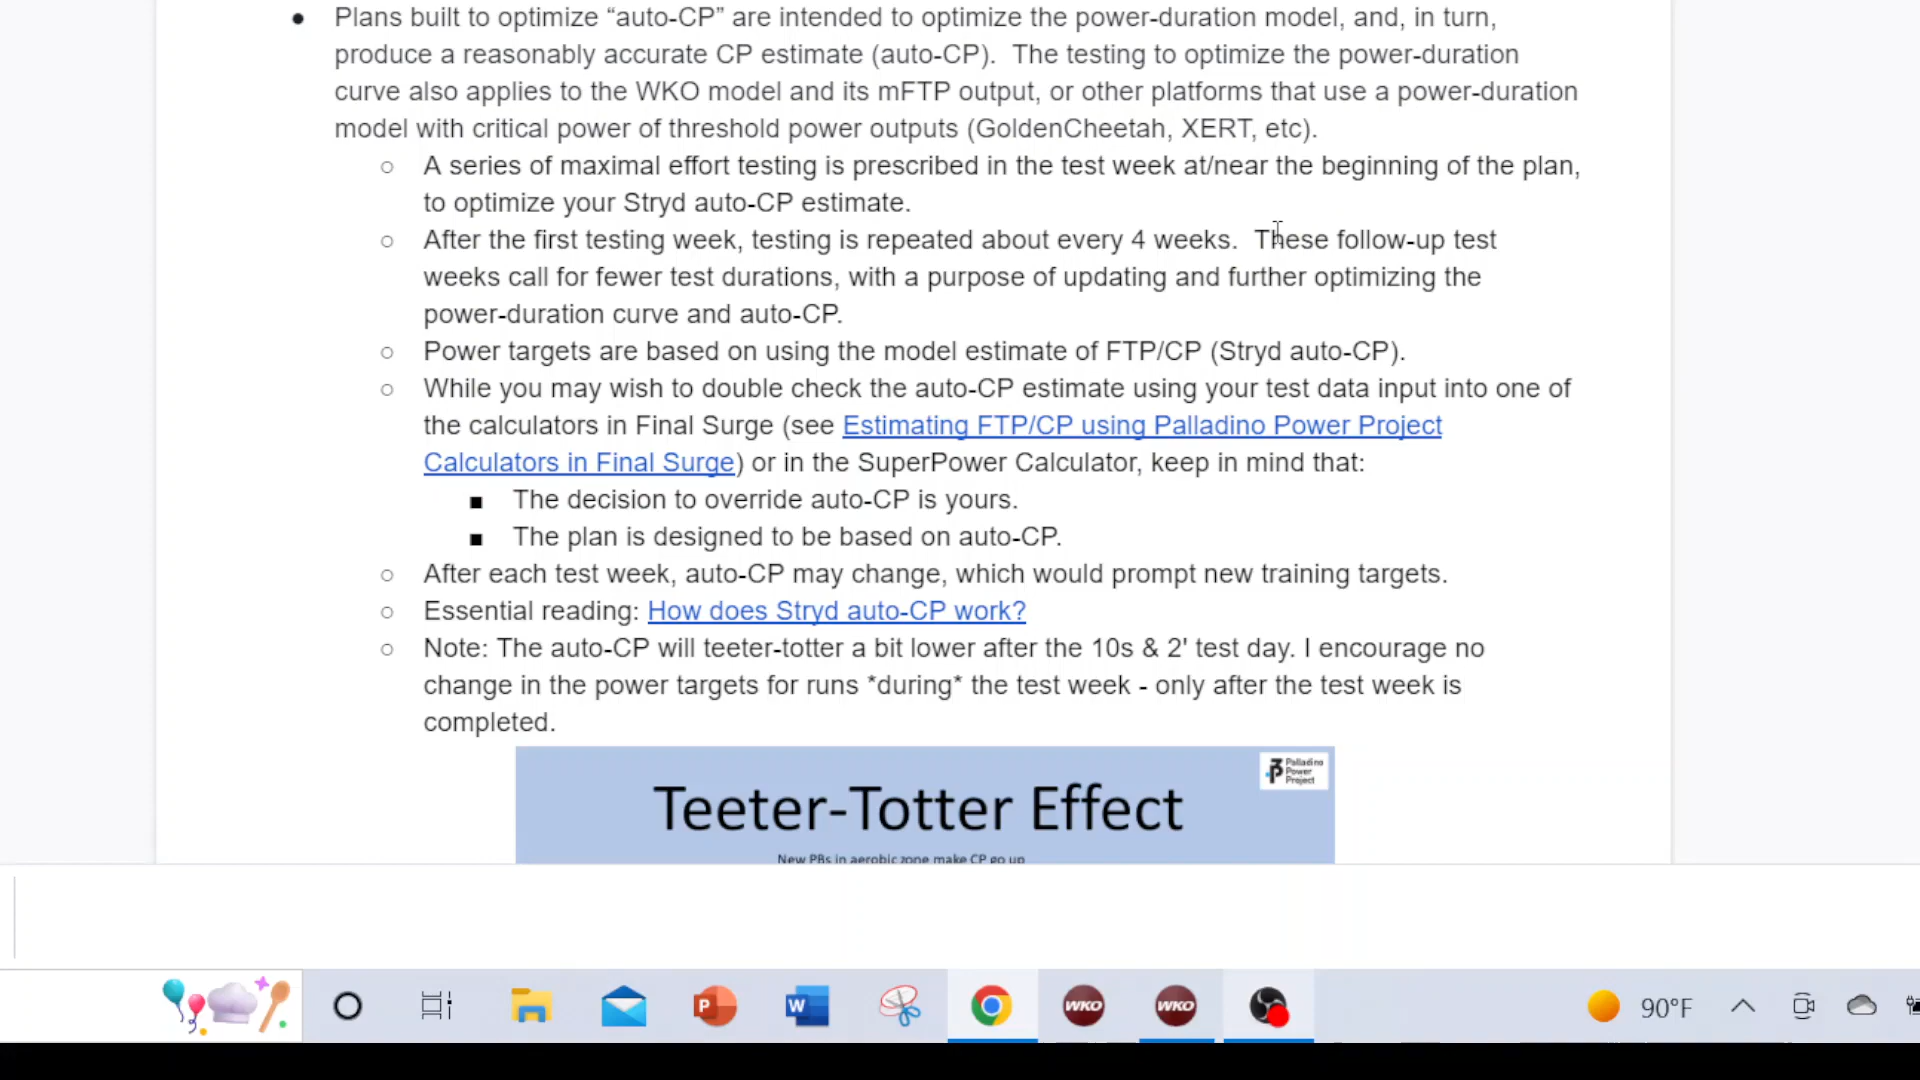 Plans built to optimize “auto-CP” are intended to optimize the power-duration model, and, in turn,
produce a reasonably accurate CP estimate (auto-CP).  The testing to optimize the power-duration
curve also applies to the WKO model and its mFTP output, or other platforms that use a power-duration
model with critical power of threshold power outputs (GoldenCheetah, XERT, etc).
A series of maximal effort testing is prescribed in the test week at/near the beginning of the plan,
to optimize your Stryd auto-CP estimate.
After the first testing week, testing is repeated about every 4 weeks.  These follow-up test
weeks call for fewer test durations, with a purpose of updating and further optimizing the
power-duration curve and auto-CP.
Power targets are based on using the model estimate of FTP/CP (Stryd auto-CP).
While you may wish to double check the auto-CP estimate using your test data input into one of
the calculators in Final Surge (see Estimating FTP/CP using Palladino Power Project
Calculators in Final Surge) or in the SuperPower Calculator, keep in mind that:
The decision to override auto-CP is yours.
The plan is designed to be based on auto-CP.
After each test week, auto-CP may change, which would prompt new training targets.
Essential reading: How does Stryd auto-CP work?
Note: The auto-CP will teeter-totter a bit lower after the 10s & 2' test day. I encourage no
change in the power targets for runs *during* the test week - only after the test week is
completed.
Palladino
Power
Project
Teeter-Totter Effect
New PBs in aerobic zone make CP go up
P
W
WKO
WKO
90°F